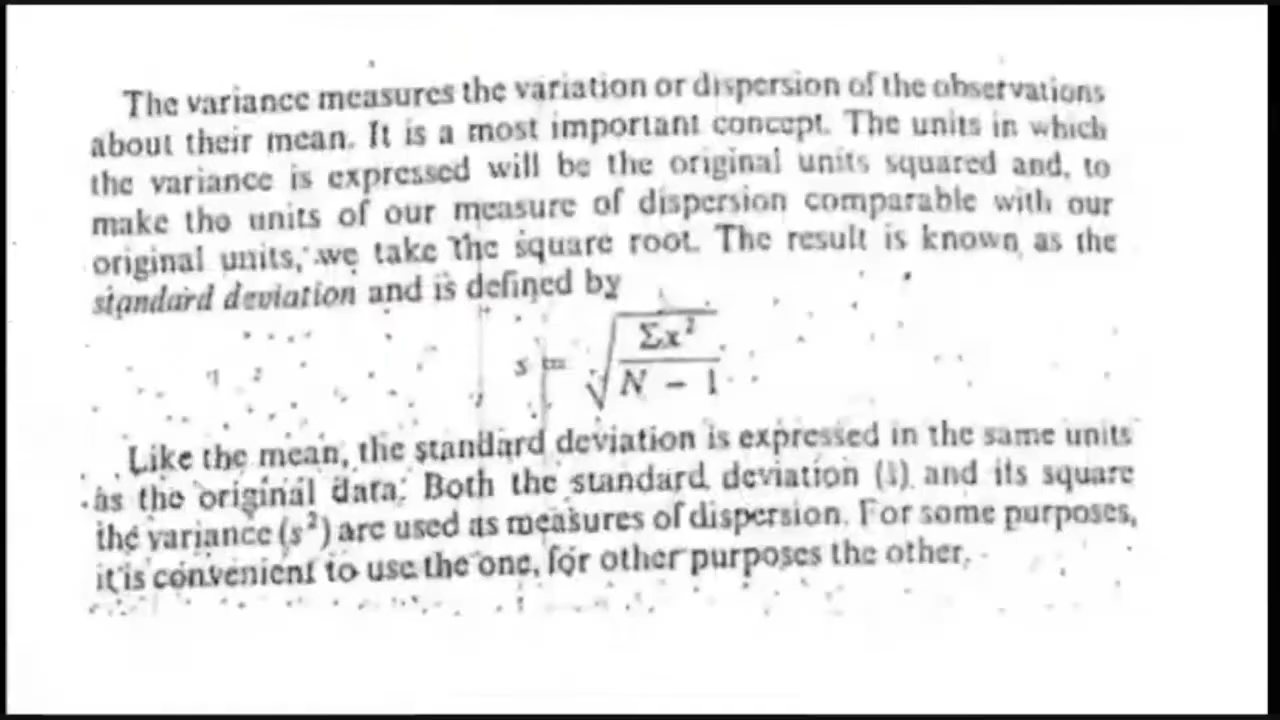 The variance measures the variation or dispersion of the observations
about their mean. It is a most important concept. The units in which
the variance is expressed will be the original units squared and, to
make the units of our measure of dispersion comparable with our
original units, we take the square root. The result is known as the
standard deviation and is defined by
s = √(Σx² / (N − 1))
Like the mean, the standard deviation is expressed in the same units
as the original data. Both the standard deviation (s) and its square
the variance (s²) are used as measures of dispersion. For some purposes,
it is convenient to use the one, for other purposes the other.